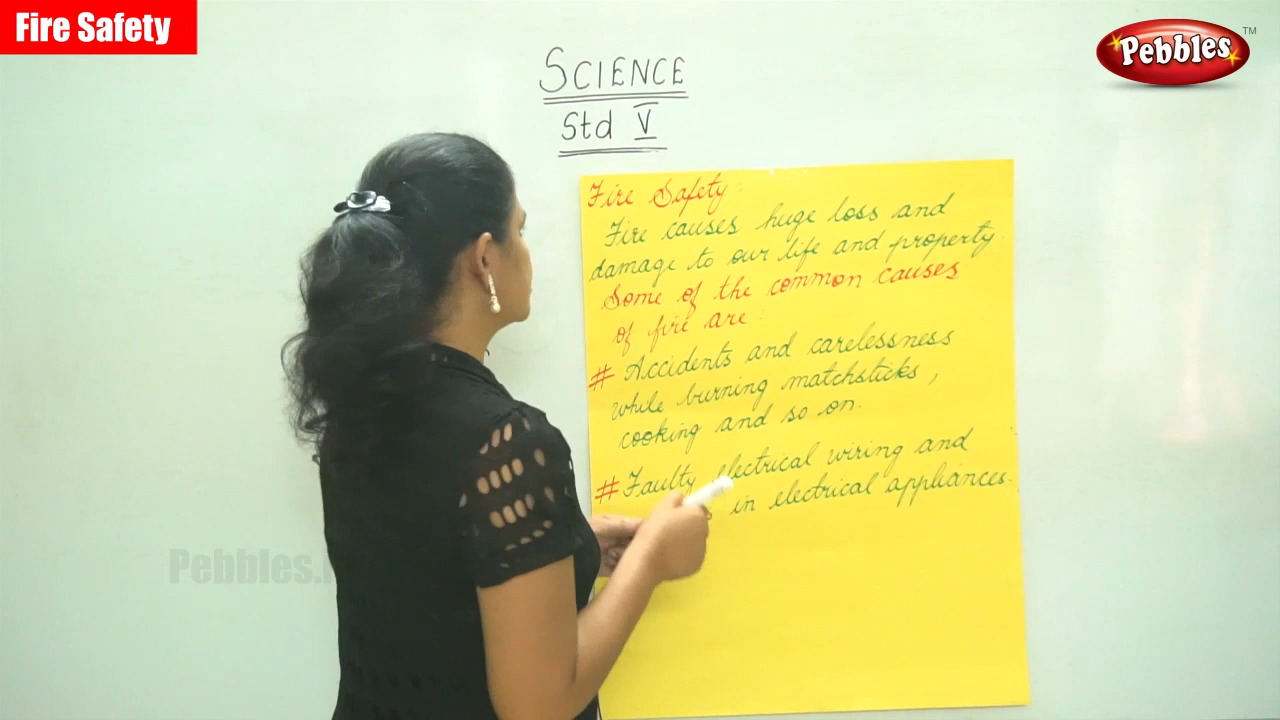 Fire Safety
Pebbles
TM
SCIENCE
Std V
Fire Safety :
Fire causes huge loss and
damage to our life and property.
Some of the common causes
of fire are :
# Accidents and carelessness
while burning matchsticks,
cooking and so on.
# Faulty electrical wiring and
in electrical appliances.
Pebbles.